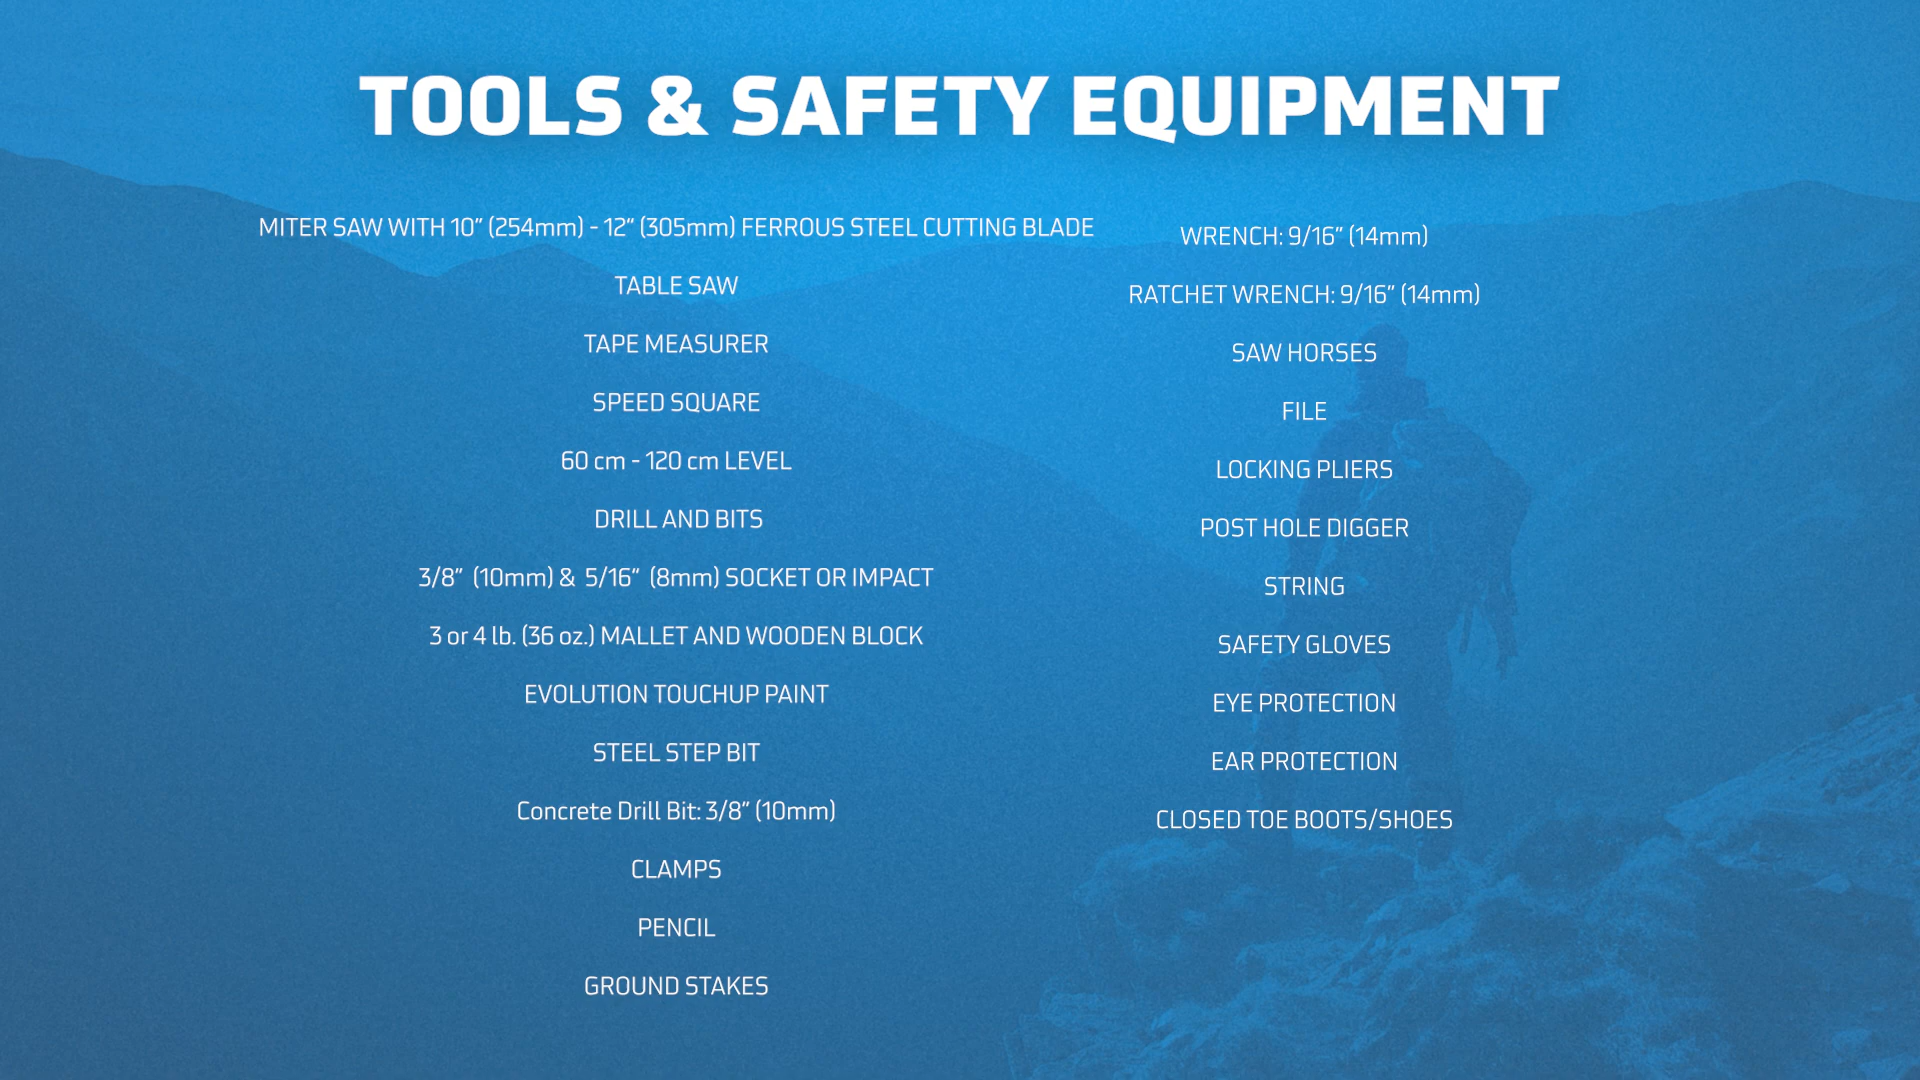 TOOLS & SAFETY EQUIPMENT
MITER SAW WITH 10” (254mm) - 12“ (305mm) FERROUS STEEL CUTTING BLADE
TABLE SAW
TAPE MEASURER
SPEED SQUARE
60 cm - 120 cm LEVEL
DRILL AND BITS
3/8”  (10mm) &  5/16“  (8mm) SOCKET OR IMPACT
3 or 4 lb. (36 oz.) MALLET AND WOODEN BLOCK
EVOLUTION TOUCHUP PAINT
STEEL STEP BIT
Concrete Drill Bit: 3/8” (10mm)
CLAMPS
PENCIL
GROUND STAKES
WRENCH: 9/16” (14mm)
RATCHET WRENCH: 9/16” (14mm)
SAW HORSES
FILE
LOCKING PLIERS
POST HOLE DIGGER
STRING
SAFETY GLOVES
EYE PROTECTION
EAR PROTECTION
CLOSED TOE BOOTS/SHOES